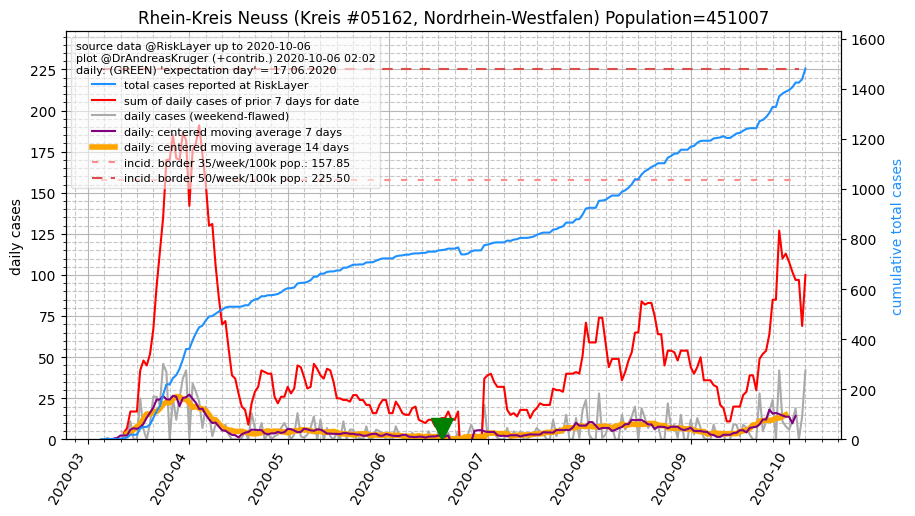 Rhein-Kreis Neuss (Kreis #05162, Nordrhein-Westfalen) Population=451007
source data @RiskLayer up to 2020-10-06
plot @DrAndreasKruger (+contrib.) 2020-10-06 02:02
daily: (GREEN) 'expectation day' = 17.06.2020
total cases reported at RiskLayer
sum of daily cases of prior 7 days for date
daily cases (weekend-flawed)
daily: centered moving average 7 days
daily: centered moving average 14 days
incid. border 35/week/100k pop.: 157.85
incid. border 50/week/100k pop.: 225.50
daily cases
225
200
175
150
125
100
75
50
25
0
cumulative total cases
1600
1400
1200
1000
800
600
400
200
0
2020-03
2020-04
2020-05
2020-06
2020-07
2020-08
2020-09
2020-10